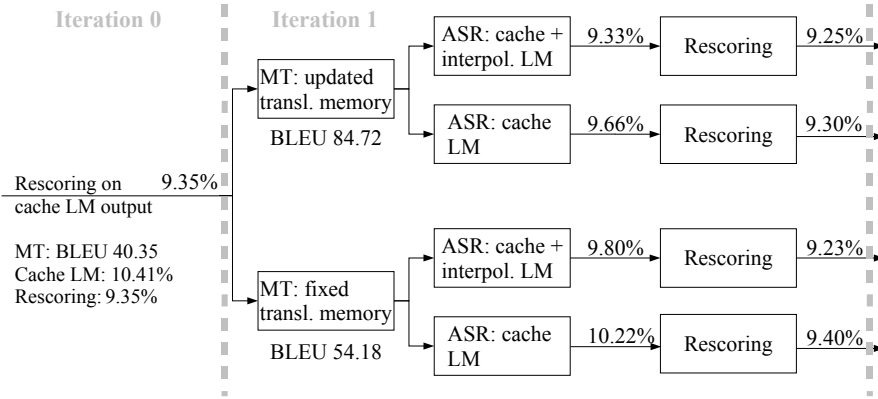 Iteration 0
Iteration 1
Rescoring on
cache LM output
9.35%
MT: BLEU 40.35
Cache LM: 10.41%
Rescoring: 9.35%
MT: updated
transl. memory
BLEU 84.72
ASR: cache +
interpol. LM
9.33%
Rescoring
9.25%
ASR: cache
LM
9.66%
Rescoring
9.30%
MT: fixed
transl. memory
BLEU 54.18
ASR: cache +
interpol. LM
9.80%
Rescoring
9.23%
ASR: cache
LM
10.22%
Rescoring
9.40%